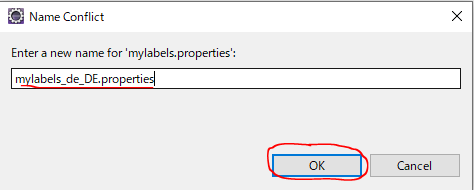 Name Conflict
Enter a new name for 'mylabels.properties':
mylabels_de_DE.properties
OK
Cancel